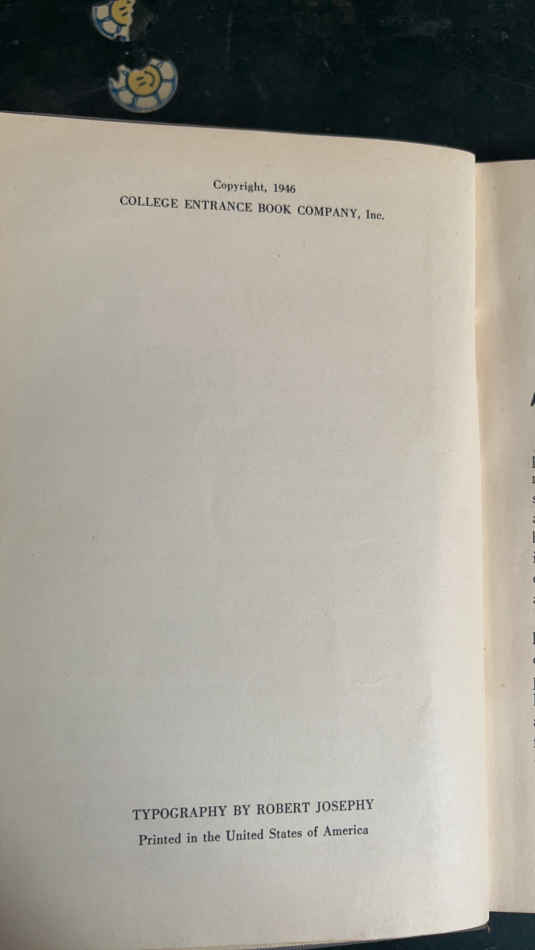 Copyright, 1946
COLLEGE ENTRANCE BOOK COMPANY, Inc.
TYPOGRAPHY BY ROBERT JOSEPHY
Printed in the United States of America